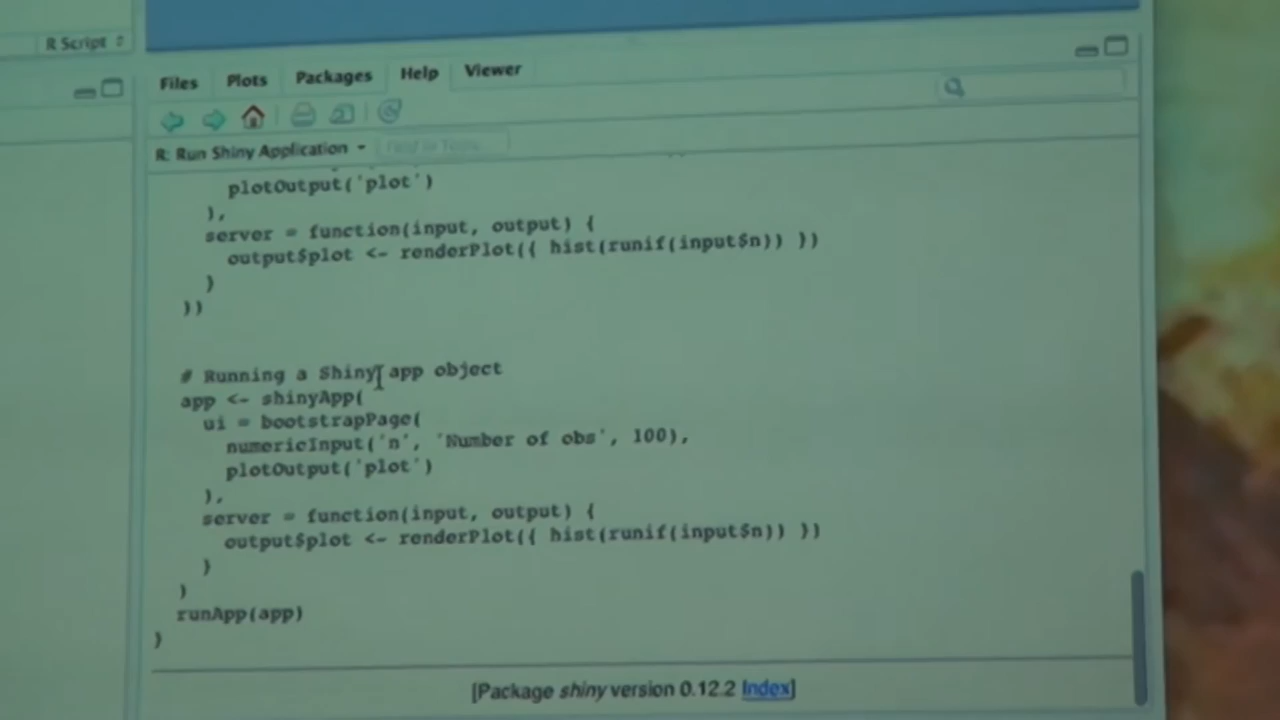 R Script
Files Plots Packages Help Viewer
R: Run Shiny Application
plotOutput('plot')
),
server = function(input, output) {
output$plot <- renderPlot({ hist(runif(input$n)) })
}
))
# Running a Shiny app object
app <- shinyApp(
ui = bootstrapPage(
numericInput('n', 'Number of obs', 100),
plotOutput('plot')
),
server = function(input, output) {
output$plot <- renderPlot({ hist(runif(input$n)) })
}
)
runApp(app)
}
[Package shiny version 0.12.2 Index]